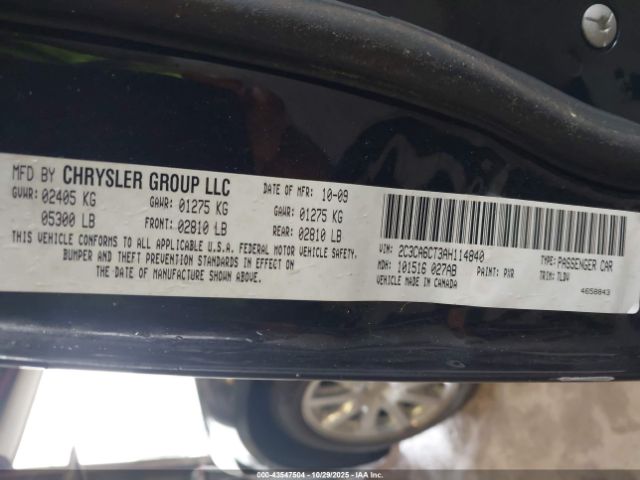 MFD BY CHRYSLER GROUP LLC DATE OF MFR: 10-09
GVWR: 02405 KG GAWR: 01275 KG GAWR: 01275 KG
05300 LB FRONT: 02810 LB REAR: 02810 LB
THIS VEHICLE CONFORMS TO ALL APPLICABLE U.S.A. FEDERAL MOTOR VEHICLE SAFETY,
BUMPER AND THEFT PREVENTION STANDARDS IN EFFECT ON
THE DATE OF MANUFACTURE SHOWN ABOVE.
VIN: 2C3CA6CT3AH114840 TYPE: PASSENGER CAR
MDH: 101516 027AB PAINT: PXR TRIM: TLDV
VEHICLE MADE IN CANADA 4658843
000-43547504 | 10/29/2025 | © IAA Holdings, LLC